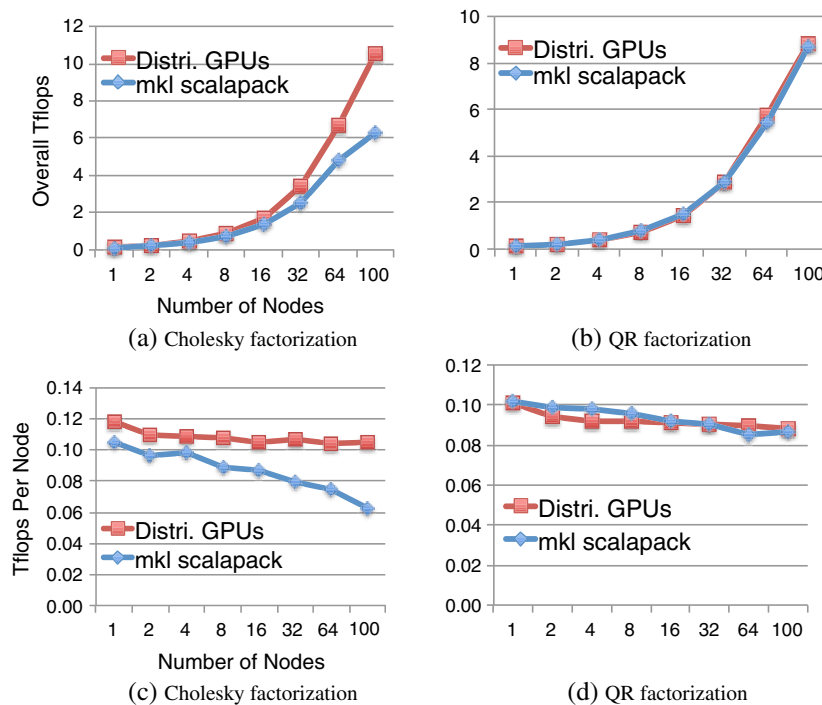 12
10
8
6
4
2
0
Overall Tflops
Distri. GPUs
mkl scalapack
1 2 4 8 16 32 64 100
Number of Nodes
(a) Cholesky factorization
10
8
6
4
2
0
Distri. GPUs
mkl scalapack
1 2 4 8 16 32 64 100
(b) QR factorization
0.14
0.12
0.10
0.08
0.06
0.04
0.02
0.00
Tflops Per Node
Distri. GPUs
mkl scalapack
1 2 4 8 16 32 64 100
Number of Nodes
(c) Cholesky factorization
0.12
0.10
0.08
0.06
0.04
0.02
0.00
Distri. GPUs
mkl scalapack
1 2 4 8 16 32 64 100
(d) QR factorization